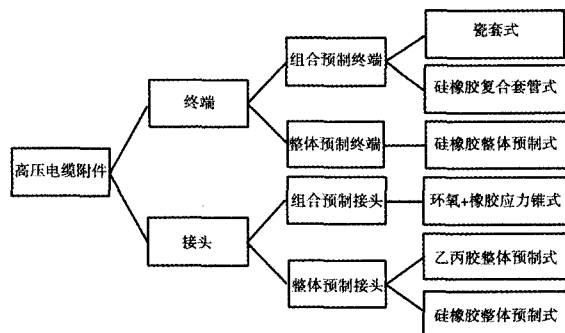 高压电缆附件
终端
接头
组合预制终端
整体预制终端
组合预制接头
整体预制接头
瓷套式
硅橡胶复合套管式
硅橡胶整体预制式
环氧+橡胶应力锥式
乙丙胶整体预制式
硅橡胶整体预制式